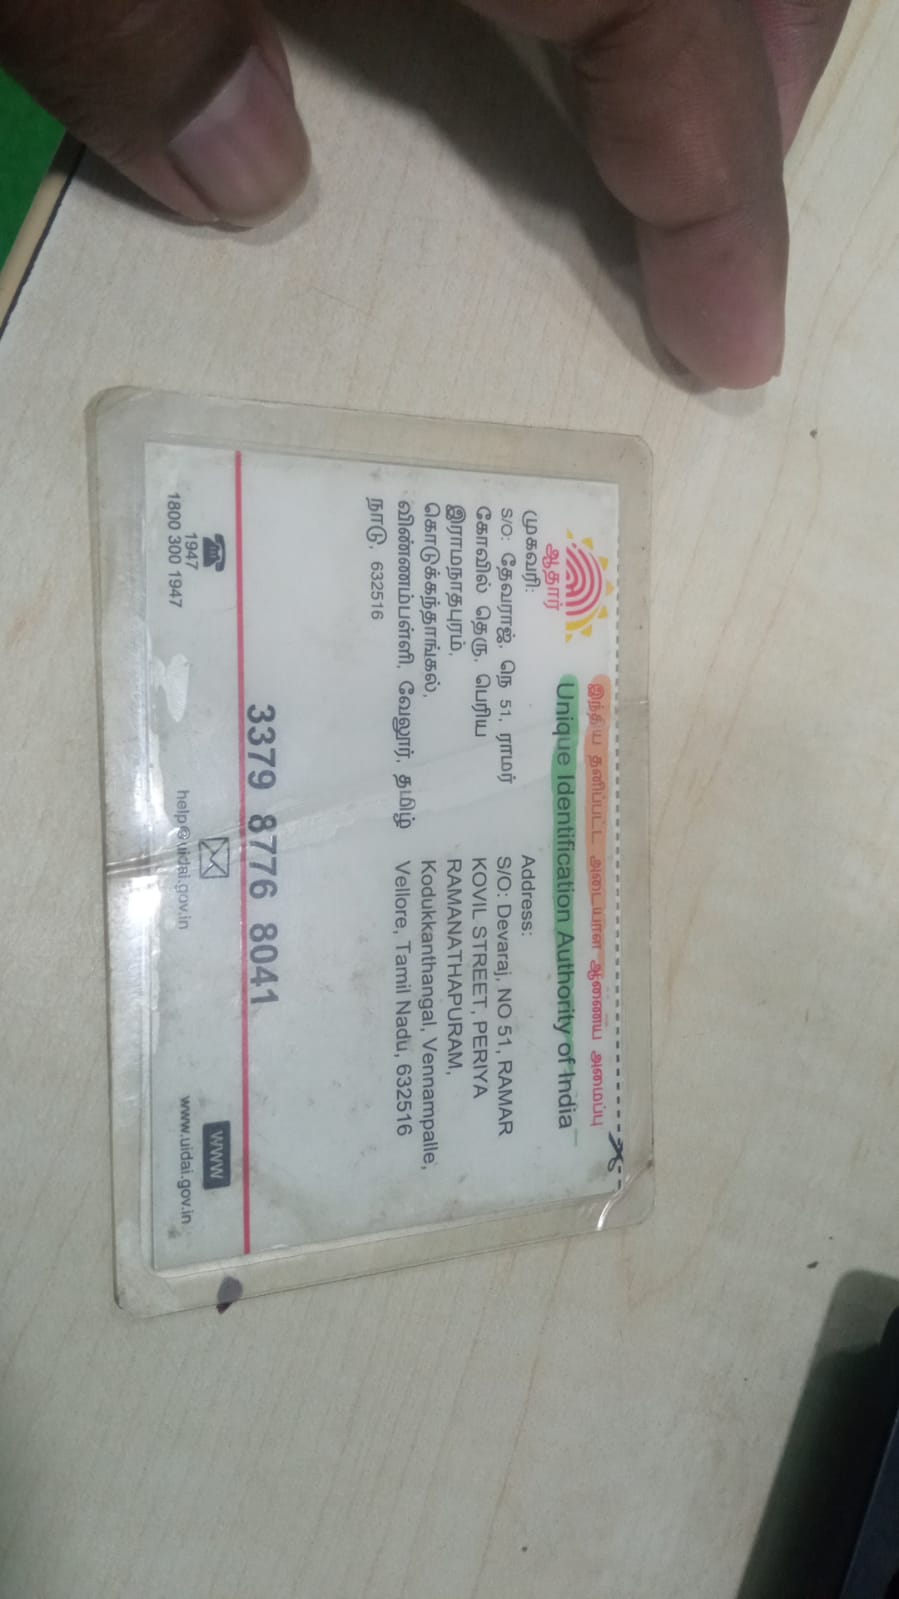 இந்திய தனிப்பட்ட அடையாள ஆணைய அமைப்பு
Unique Identification Authority of India
ஆதார்
முகவரி:
S/O: தேவராஜ், நெ 51, ராமர்
கோவில் தெரு, பெரிய
இராமநாதபுரம்,
கொடுக்கந்தாங்கல்,
விண்ணம்பள்ளி, வேலூர், தமிழ்
நாடு, 632516
Address:
S/O: Devaraj, NO 51, RAMAR
KOVIL STREET, PERIYA
RAMANATHAPURAM,
Kodukkanthangal, Vennampalle,
Vellore, Tamil Nadu, 632516
3379 8776 8041
1947
1800 300 1947
help@uidai.gov.in
WWW
www.uidai.gov.in